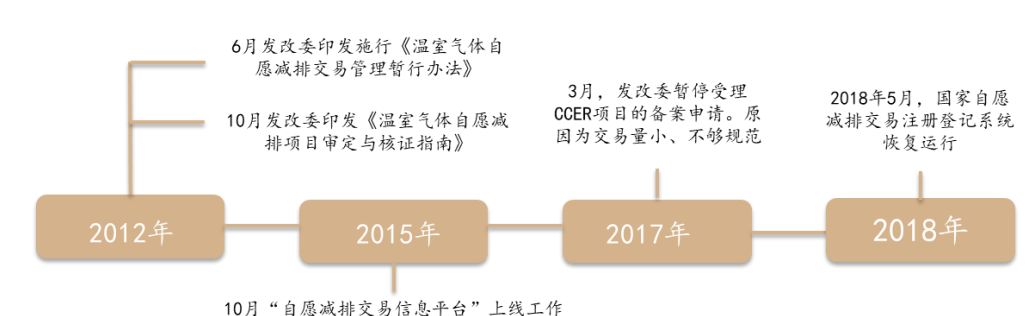 6月发改委印发施行《温室气体自
愿减排交易管理暂行办法》
10月发改委印发《温室气体自愿减
排项目审定与核证指南》
3月，发改委暂停受理
CCER项目的备案申请。原
因为交易量小、不够规范
2018年5月，国家自愿
减排交易注册登记系统
恢复运行
2012年
2015年
2017年
2018年
10月“自愿减排交易信息平台”上线工作